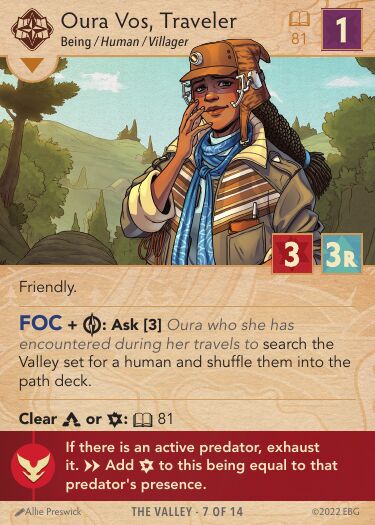 Oura Vos, Traveler
Being / Human / Villager
81
1
3
3R
Friendly.
FOC + : Ask [3] Oura who she has
encountered during her travels to search the
Valley set for a human and shuffle them into the
path deck.
Clear or : 81
If there is an active predator, exhaust
it. Add to this being equal to that
predator's presence.
Allie Preswick
THE VALLEY - 7 OF 14
©2022 EBG